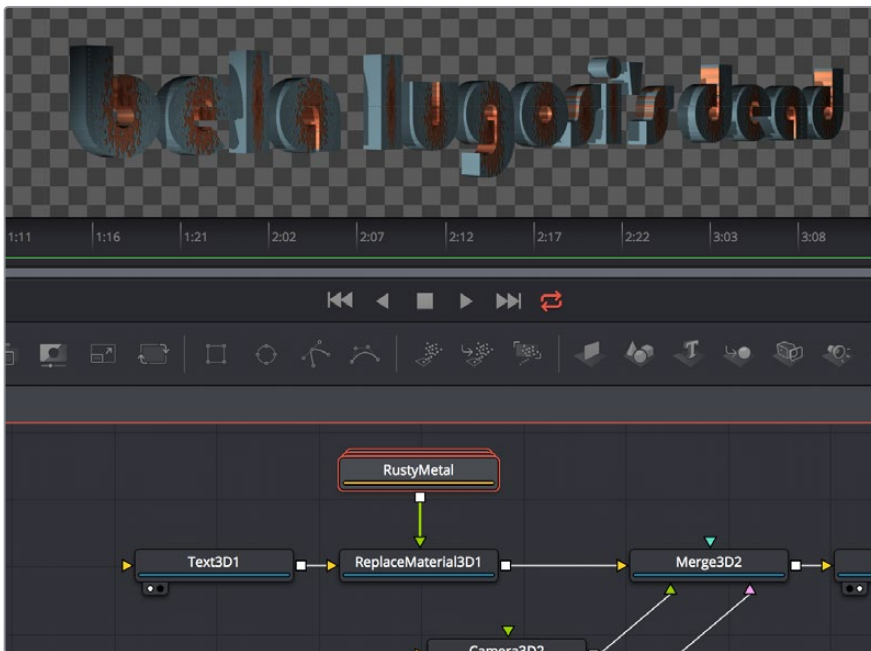 bela lugosi's dead
1:11 1:16 1:21 2:02 2:07 2:12 2:17 2:22 3:03 3:08
T
RustyMetal
Text3D1 ReplaceMaterial3D1 Merge3D2
Camera3D2